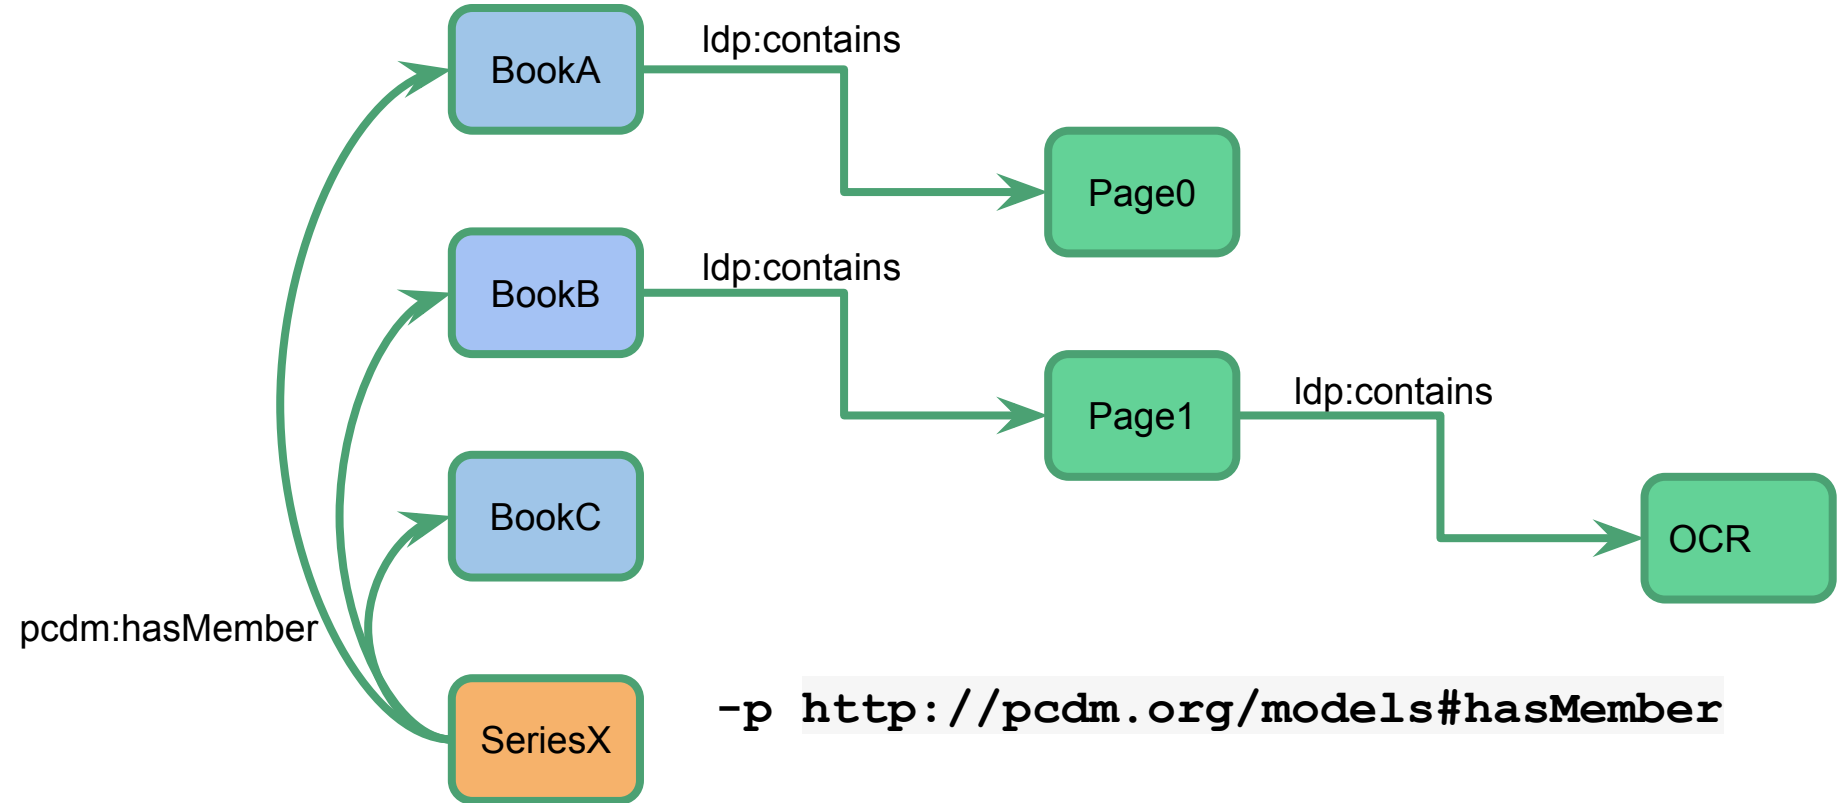 ldp:contains
BookA
Page0
ldp:contains
BookB
ldp:contains
Page1
BookC
OCR
pcdm:hasMember
-p http://pcdm.org/models#hasMember
SeriesX